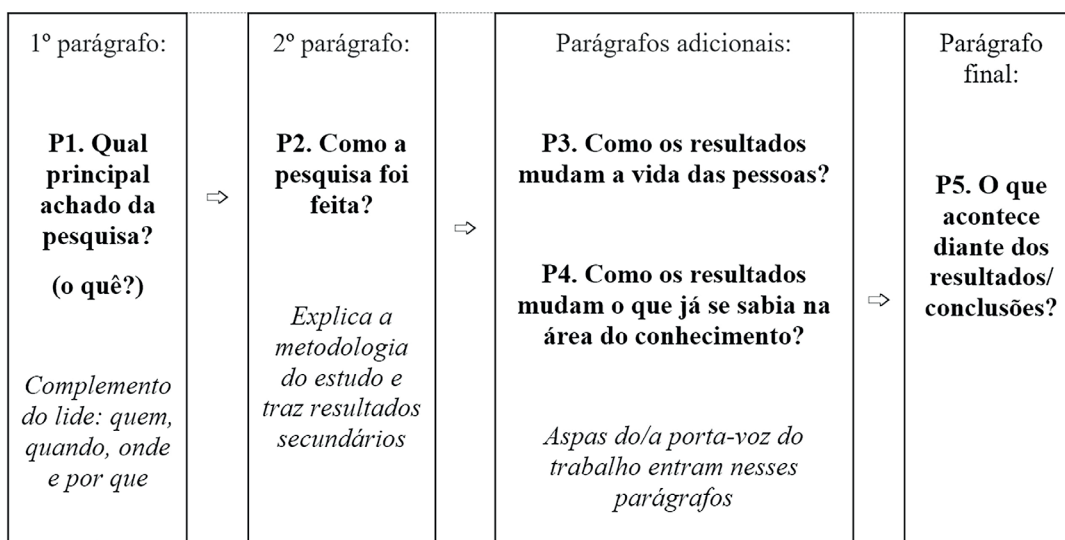 1º parágrafo:
P1. Qual
principal
achado da
pesquisa?
(o quê?)
Complemento
do lide: quem,
quando, onde
e por que
2º parágrafo:
P2. Como a
pesquisa foi
feita?
Explica a
metodologia
do estudo e
traz resultados
secundários
Parágrafos adicionais:
P3. Como os resultados
mudam a vida das pessoas?
P4. Como os resultados
mudam o que já se sabia na
área do conhecimento?
Aspas do/a porta-voz do
trabalho entram nesses
parágrafos
Parágrafo
final:
P5. O que
acontece
diante dos
resultados/
conclusões?